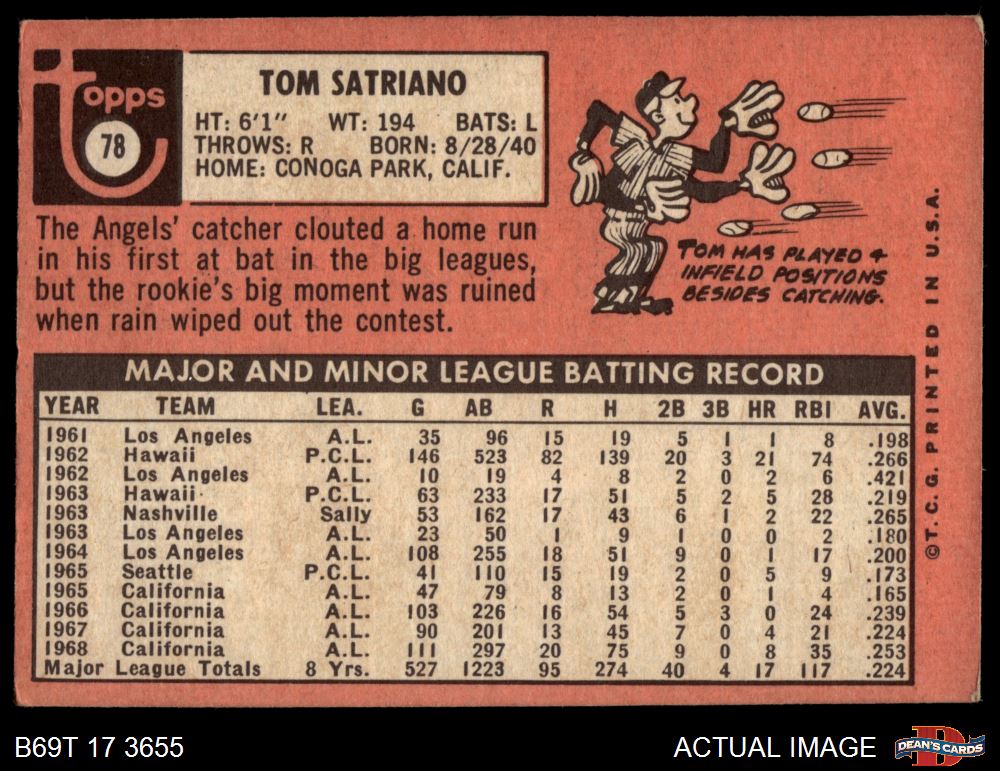 topps
78
TOM SATRIANO
HT: 6'1" WT: 194 BATS: L
THROWS: R BORN: 8/28/40
HOME: CONOGA PARK, CALIF.
The Angels' catcher clouted a home run
in his first at bat in the big leagues,
but the rookie's big moment was ruined
when rain wiped out the contest.
TOM HAS PLAYED 4
INFIELD POSITIONS
BESIDES CATCHING.
MAJOR AND MINOR LEAGUE BATTING RECORD
YEAR TEAM LEA. G AB R H 2B 3B HR RBI AVG.
1961 Los Angeles A.L. 35 96 15 19 5 1 1 8 .198
1962 Hawaii P.C.L. 146 523 82 139 20 3 21 74 .266
1962 Los Angeles A.L. 10 19 4 8 2 0 2 6 .421
1963 Hawaii P.C.L. 63 233 17 51 5 2 5 28 .219
1963 Nashville Sally 53 162 17 43 6 1 2 22 .265
1963 Los Angeles A.L. 23 50 1 9 1 0 0 2 .180
1964 Los Angeles A.L. 108 255 18 51 9 0 1 17 .200
1965 Seattle P.C.L. 41 110 15 19 2 0 5 9 .173
1965 California A.L. 47 79 8 13 2 0 1 4 .165
1966 California A.L. 103 226 16 54 5 3 0 24 .239
1967 California A.L. 90 201 13 45 7 0 4 21 .224
1968 California A.L. 111 297 20 75 9 0 8 35 .253
Major League Totals 8 Yrs. 527 1223 95 274 40 4 17 117 .224
©T. C. G. PRINTED IN U.S.A.
B69T 17 3655
ACTUAL IMAGE
D
DEAN'S CARDS